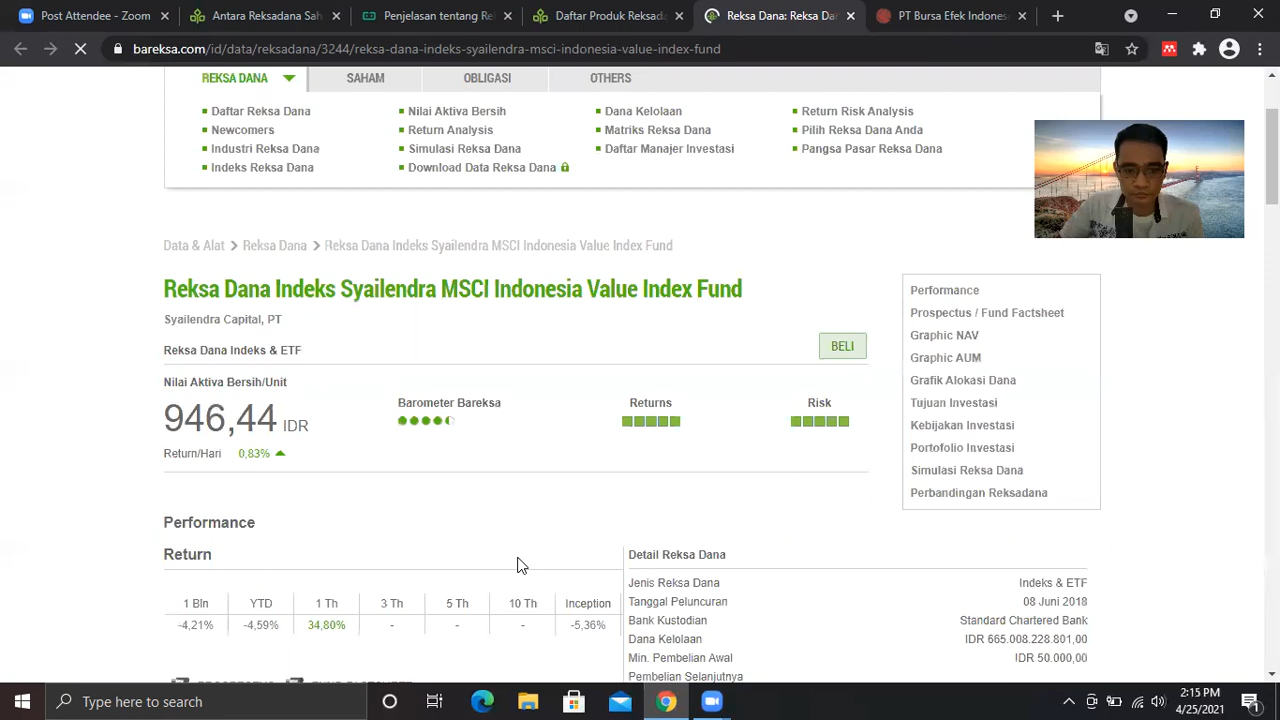 Post Attendee - Zoom
Antara Reksadana Sah
Penjelasan tentang Re
Daftar Produk Reksada
Reksa Dana: Reksa Da
PT Bursa Efek Indones
bareksa.com/id/data/reksadana/3244/reksa-dana-indeks-syailendra-msci-indonesia-value-index-fund
REKSA DANA
SAHAM
OBLIGASI
OTHERS
Daftar Reksa Dana
Nilai Aktiva Bersih
Dana Kelolaan
Return Risk Analysis
Newcomers
Return Analysis
Matriks Reksa Dana
Pilih Reksa Dana Anda
Industri Reksa Dana
Simulasi Reksa Dana
Daftar Manajer Investasi
Pangsa Pasar Reksa Dana
Indeks Reksa Dana
Download Data Reksa Dana
Data & Alat > Reksa Dana > Reksa Dana Indeks Syailendra MSCI Indonesia Value Index Fund
Reksa Dana Indeks Syailendra MSCI Indonesia Value Index Fund
Syailendra Capital, PT
Reksa Dana Indeks & ETF
BELI
Nilai Aktiva Bersih/Unit
946,44 IDR
Return/Hari 0,83%
Barometer Bareksa
Returns
Risk
Performance
Prospectus / Fund Factsheet
Graphic NAV
Graphic AUM
Grafik Alokasi Dana
Tujuan Investasi
Kebijakan Investasi
Portofolio Investasi
Simulasi Reksa Dana
Perbandingan Reksadana
Performance
Return
1 Bln YTD 1 Th 3 Th 5 Th 10 Th Inception
-4,21% -4,59% 34,80% - - - -5,36%
Detail Reksa Dana
Jenis Reksa Dana Indeks & ETF
Tanggal Peluncuran 08 Juni 2018
Bank Kustodian Standard Chartered Bank
Dana Kelolaan IDR 665.008.228.801,00
Min. Pembelian Awal IDR 50.000,00
Pembelian Selanjutnya
Type here to search
2:15 PM
4/25/2021
1